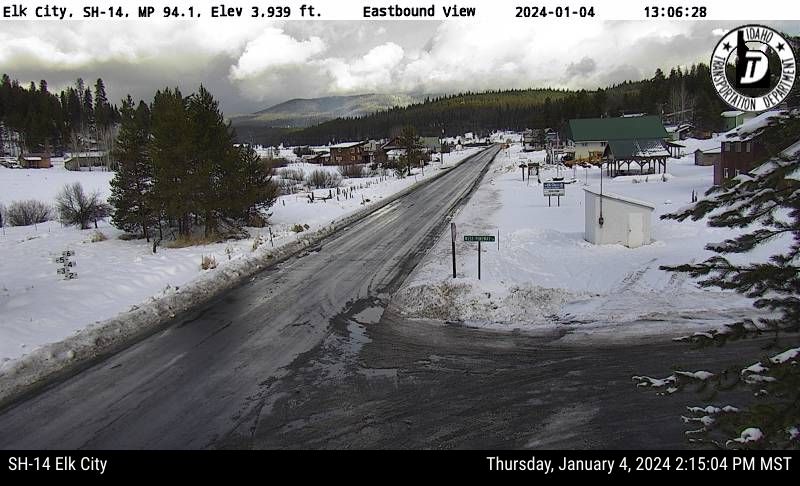 Elk City, SH-14, MP 94.1, Elev 3,939 ft. Eastbound View 2024-01-04 13:06:28
IDAHO
TRANSPORTATION DEPARTMENT
SH-14 Elk City Thursday, January 4, 2024 2:15:04 PM MST